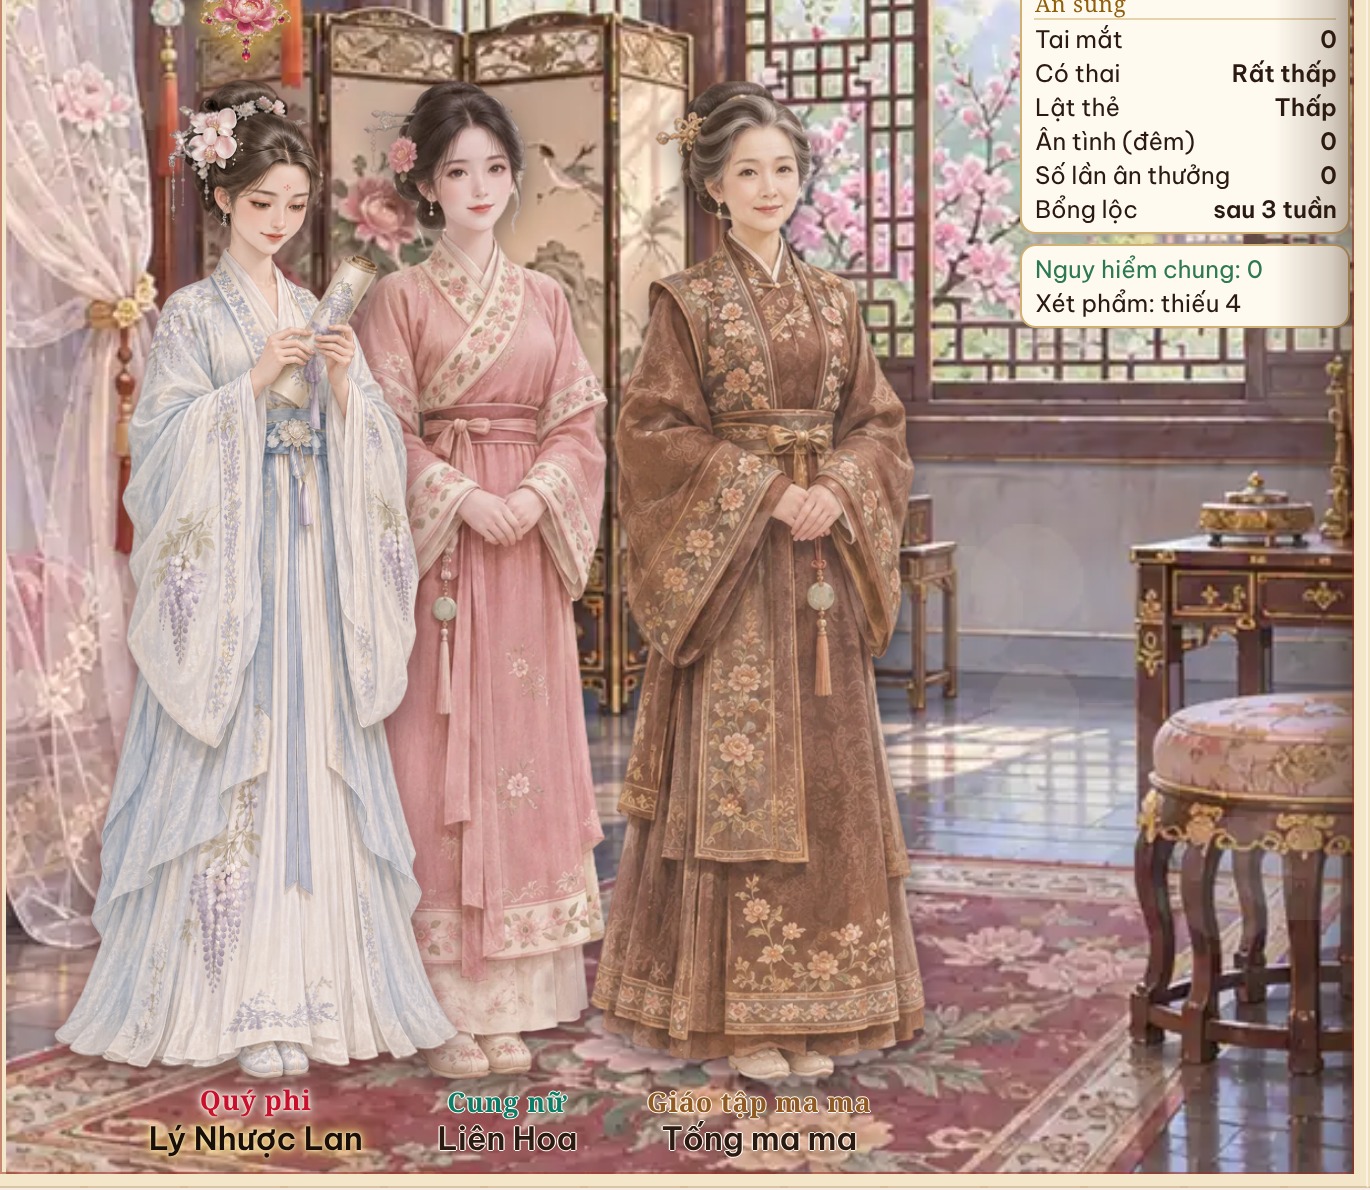 Ân sủng
Tai mắt 0
Có thai Rất thấp
Lật thẻ Thấp
Ân tình (đêm) 0
Số lần ân thưởng 0
Bổng lộc sau 3 tuần
Nguy hiểm chung: 0
Xét phẩm: thiếu 4
Quý phi
Lý Nhược Lan
Cung nữ
Liên Hoa
Giáo tập ma ma
Tống ma ma